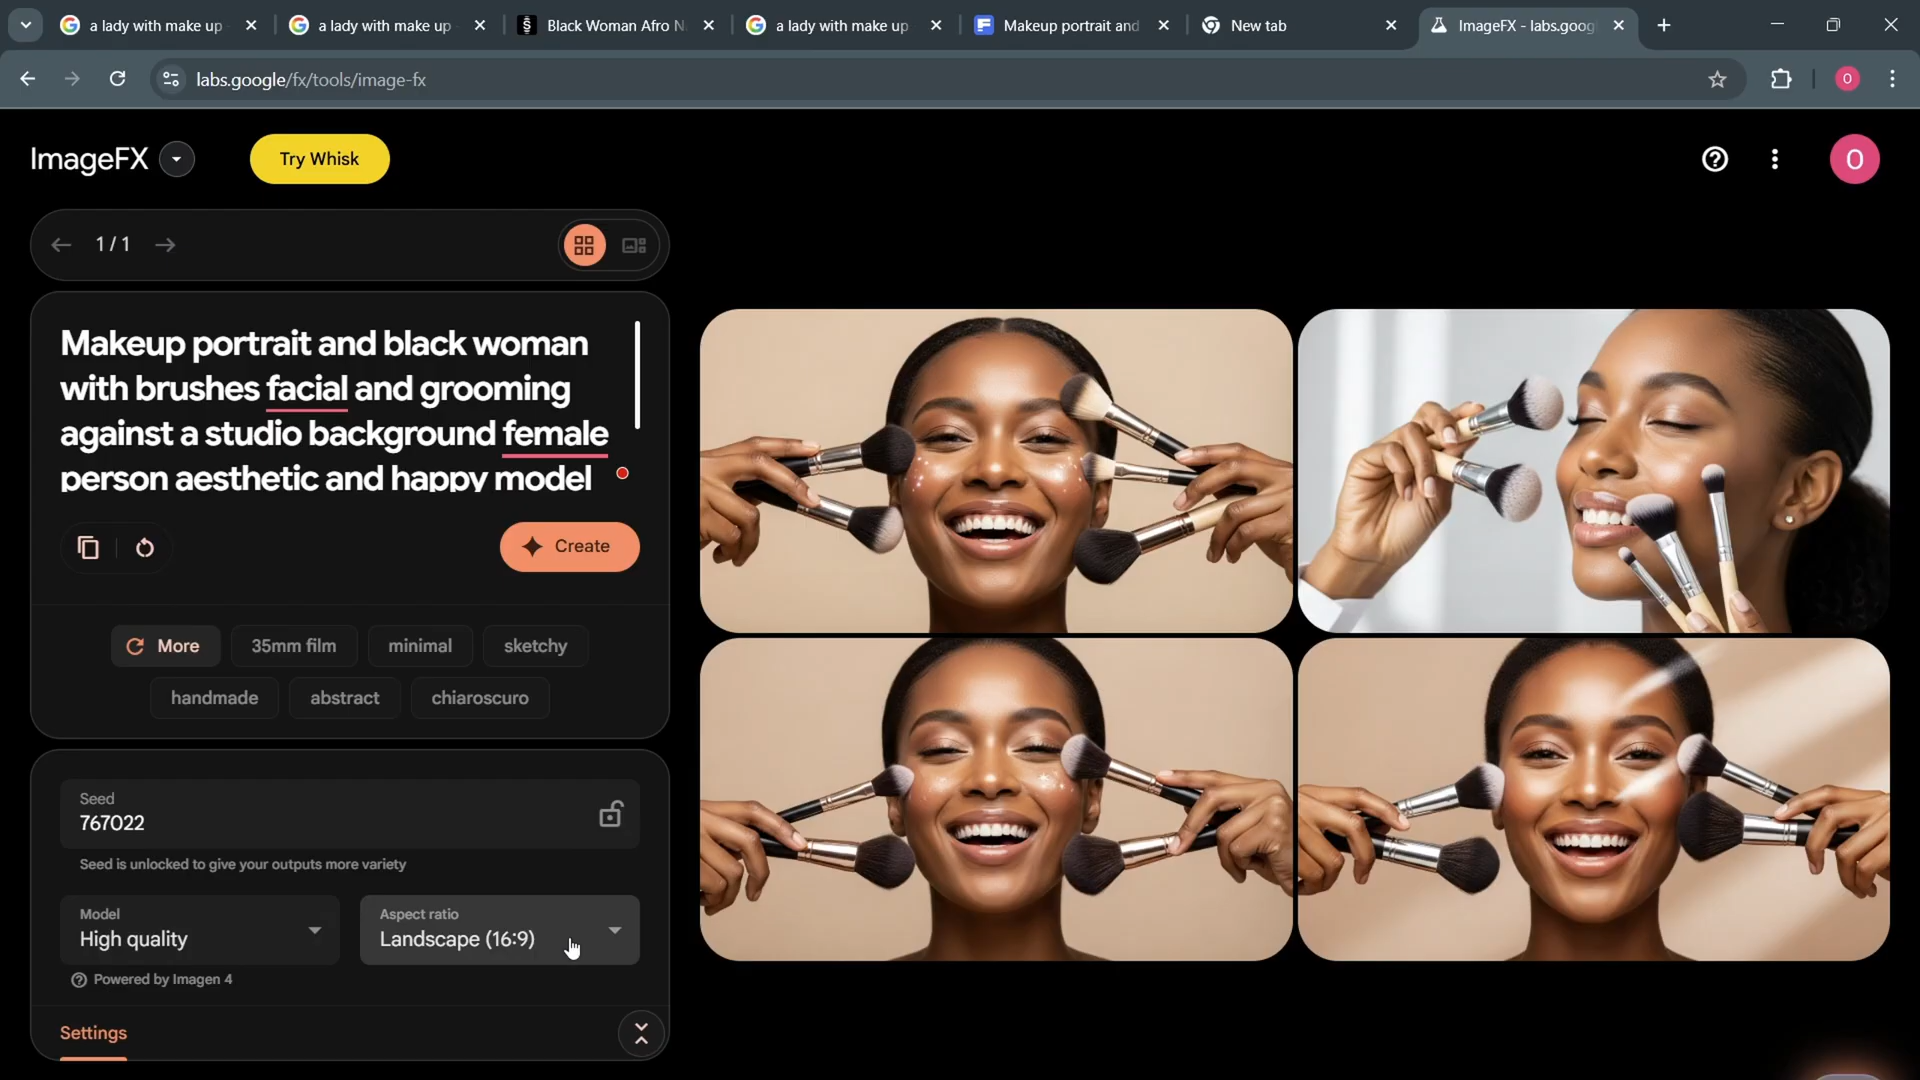 a lady with make up
a lady with make up
Black Woman Afro N
a lady with make up
Makeup portrait and
New tab
ImageFX - labs.goog
labs.google/fx/tools/image-fx
O
ImageFX
Try Whisk
O
1 / 1
Makeup portrait and black woman
with brushes facial and grooming
against a studio background female
person aesthetic and happy model
Create
More
35mm film
minimal
sketchy
handmade
abstract
chiaroscuro
Seed
767022
Seed is unlocked to give your outputs more variety
Model
High quality
Aspect ratio
Landscape (16:9)
Powered by Imagen 4
Settings